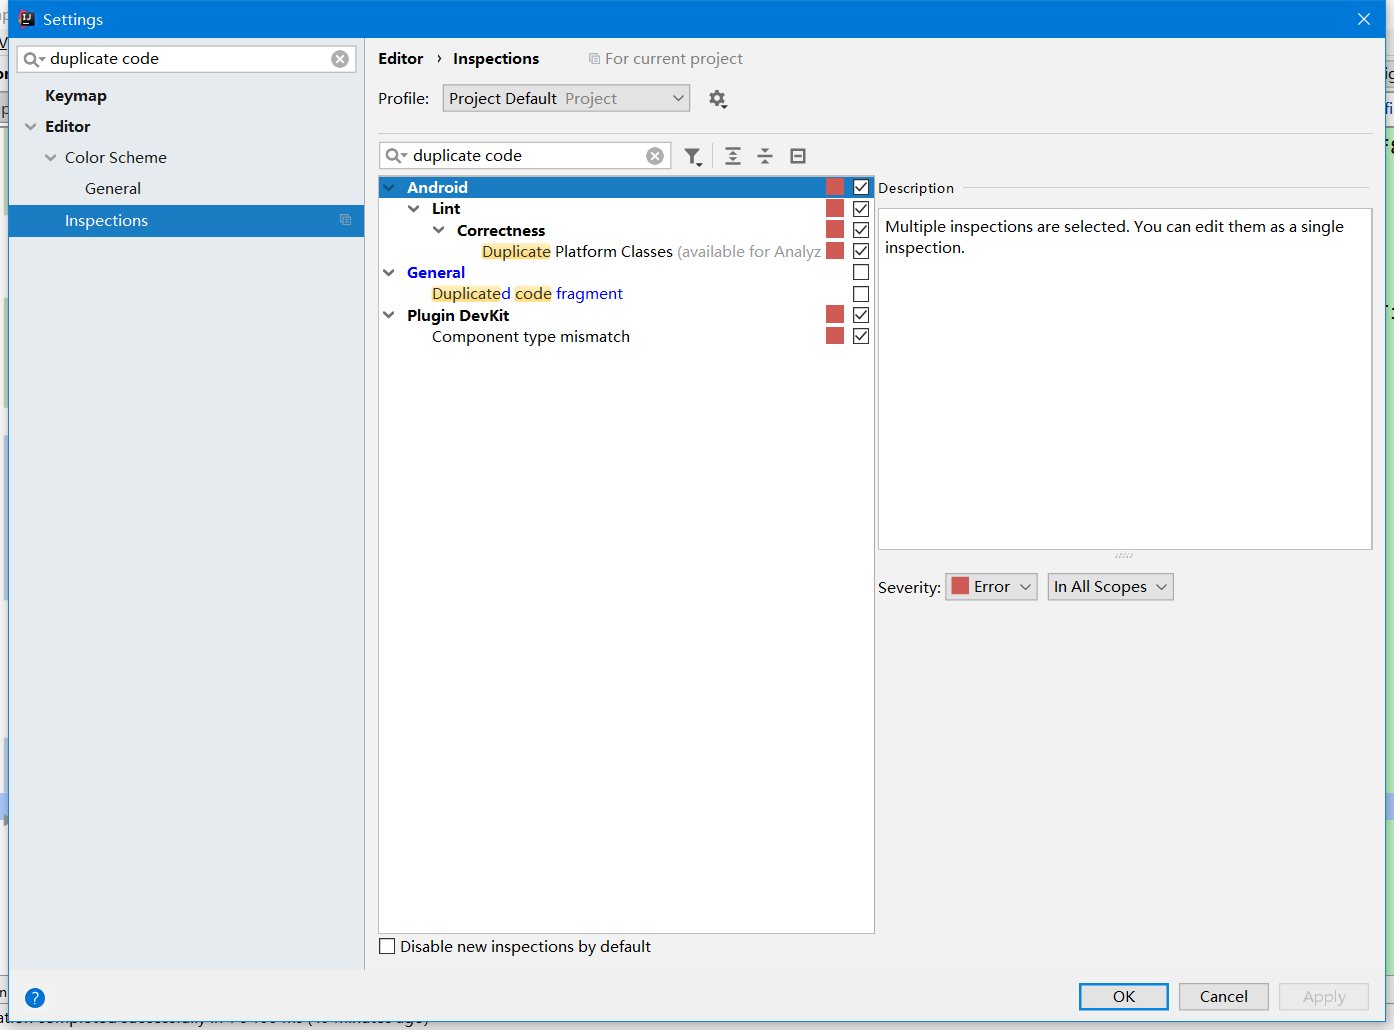 Settings
duplicate code
Keymap
Editor
Color Scheme
General
Inspections
Editor › Inspections For current project
Profile: Project Default Project
duplicate code
Android
Lint
Correctness
Duplicate Platform Classes (available for Analyz
General
Duplicated code fragment
Plugin DevKit
Component type mismatch
Description
Multiple inspections are selected. You can edit them as a single
inspection.
Severity: Error In All Scopes
Disable new inspections by default
?
OK Cancel Apply